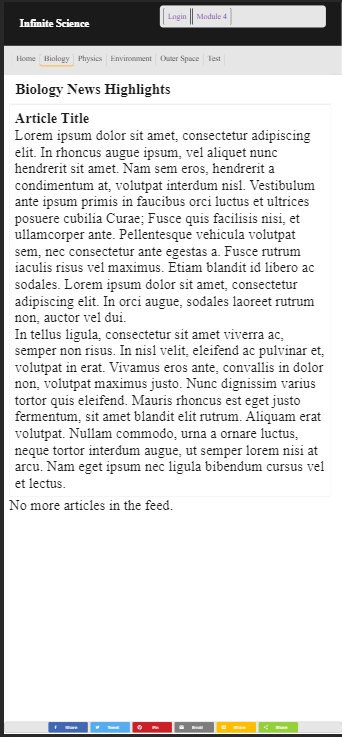 Infinite Science
Login Module 4
Home Biology Physics Environment Outer Space Test
Biology News Highlights
Article Title
Lorem ipsum dolor sit amet, consectetur adipiscing
elit. In rhoncus augue ipsum, vel aliquet nunc
hendrerit sit amet. Nam sem eros, hendrerit a
condimentum at, volutpat interdum nisl. Vestibulum
ante ipsum primis in faucibus orci luctus et ultrices
posuere cubilia Curae; Fusce quis facilisis nisi, et
ullamcorper ante. Pellentesque vehicula volutpat
sem, nec consectetur ante egestas a. Fusce rutrum
iaculis risus vel maximus. Etiam blandit id libero ac
sodales. Lorem ipsum dolor sit amet, consectetur
adipiscing elit. In orci augue, sodales laoreet rutrum
non, auctor vel dui.
In tellus ligula, consectetur sit amet viverra ac,
semper non risus. In nisl velit, eleifend ac pulvinar et,
volutpat in erat. Vivamus eros ante, convallis in dolor
non, volutpat maximus justo. Nunc dignissim varius
tortor quis eleifend. Mauris rhoncus est eget justo
fermentum, sit amet blandit elit rutrum. Aliquam erat
volutpat. Nullam commodo, urna a ornare luctus,
neque tortor interdum augue, ut semper lorem nisi at
arcu. Nam eget ipsum nec ligula bibendum cursus vel
et lectus.
No more articles in the feed.
Share Tweet Pin Email Share Share